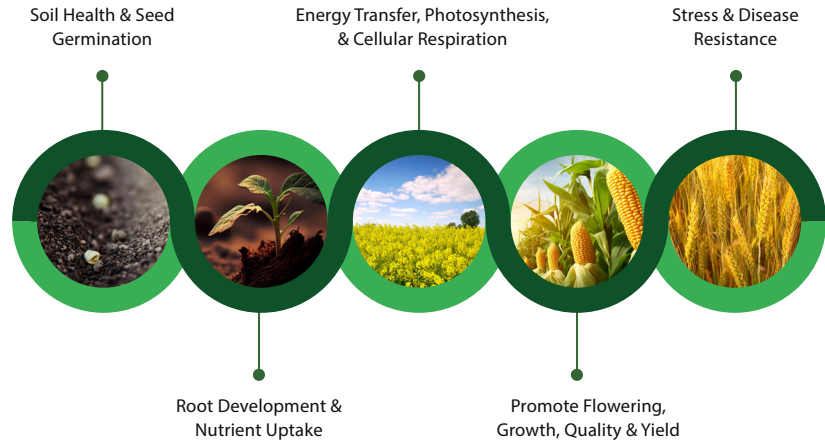 Soil Health & Seed
Germination
Energy Transfer, Photosynthesis,
& Cellular Respiration
Stress & Disease
Resistance
Root Development &
Nutrient Uptake
Promote Flowering,
Growth, Quality & Yield